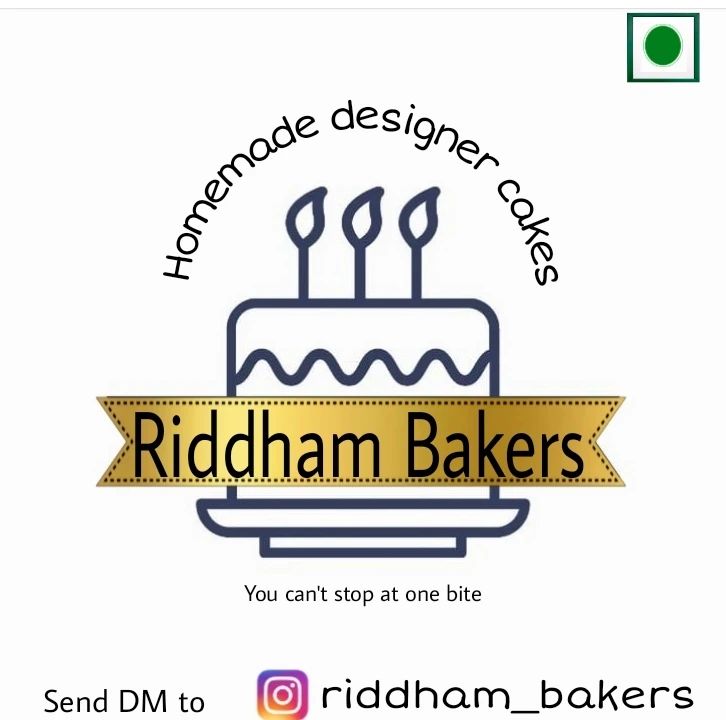 Homemade designer cakes
Riddham Bakers
You can't stop at one bite
Send DM to riddham_bakers